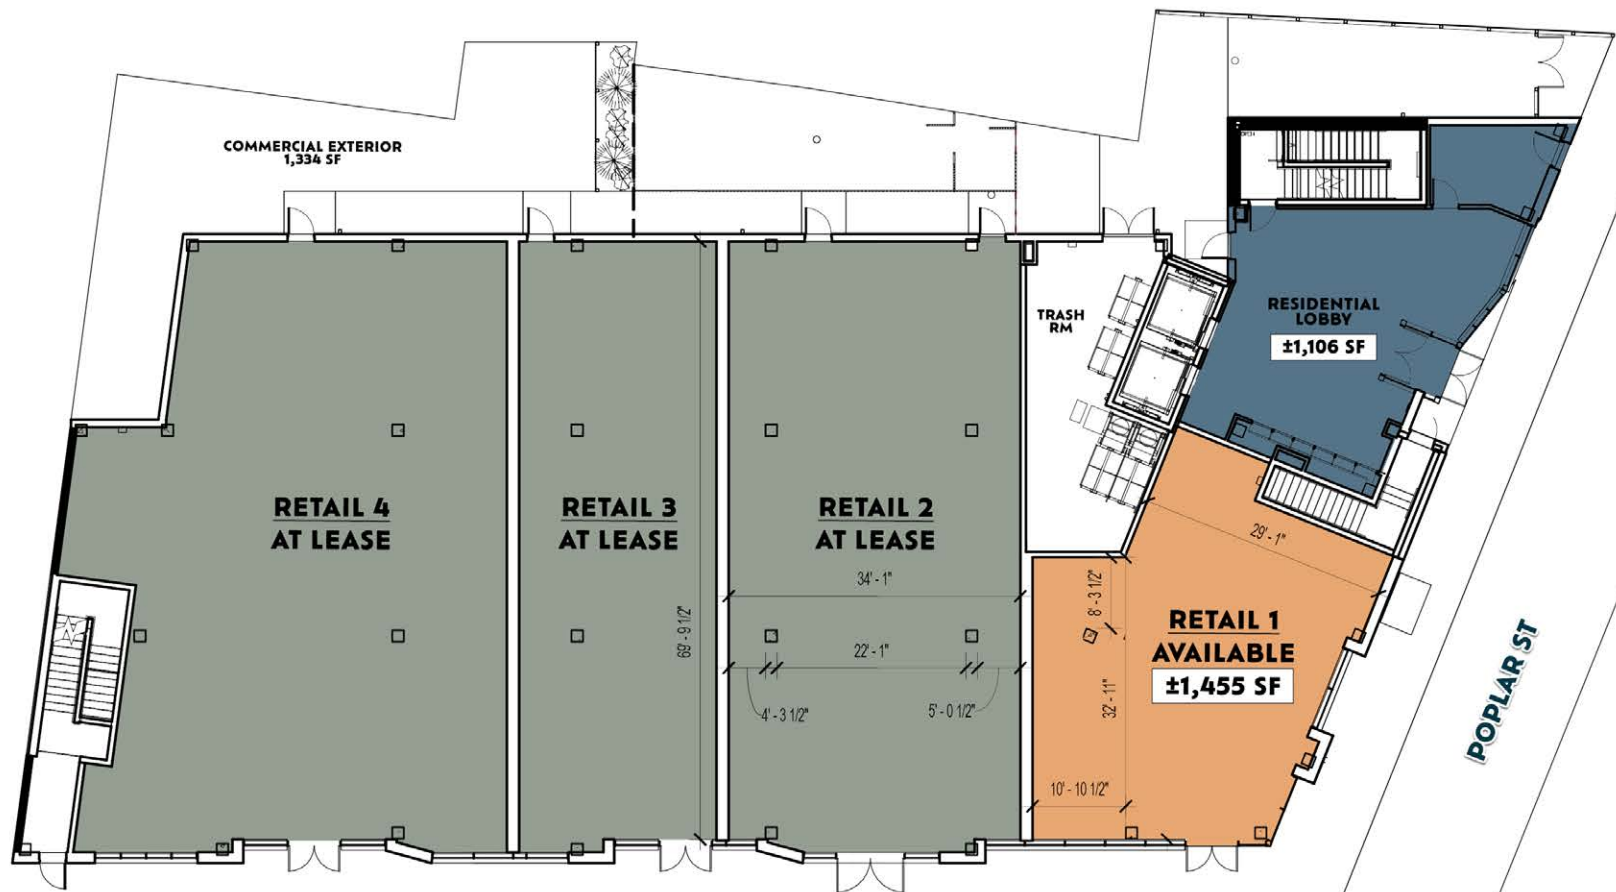 COMMERCIAL EXTERIOR
1,334 SF
TRASH
RM
RESIDENTIAL
LOBBY
±1,106 SF
RETAIL 4
AT LEASE
RETAIL 3
AT LEASE
RETAIL 2
AT LEASE
34' - 1"
22' - 1"
4' - 3 1/2"
5' - 0 1/2"
69' - 9 1/2"
29' - 1"
8' - 3 1/2"
32' - 11"
10' - 10 1/2"
RETAIL 1
AVAILABLE
±1,455 SF
POPLAR ST